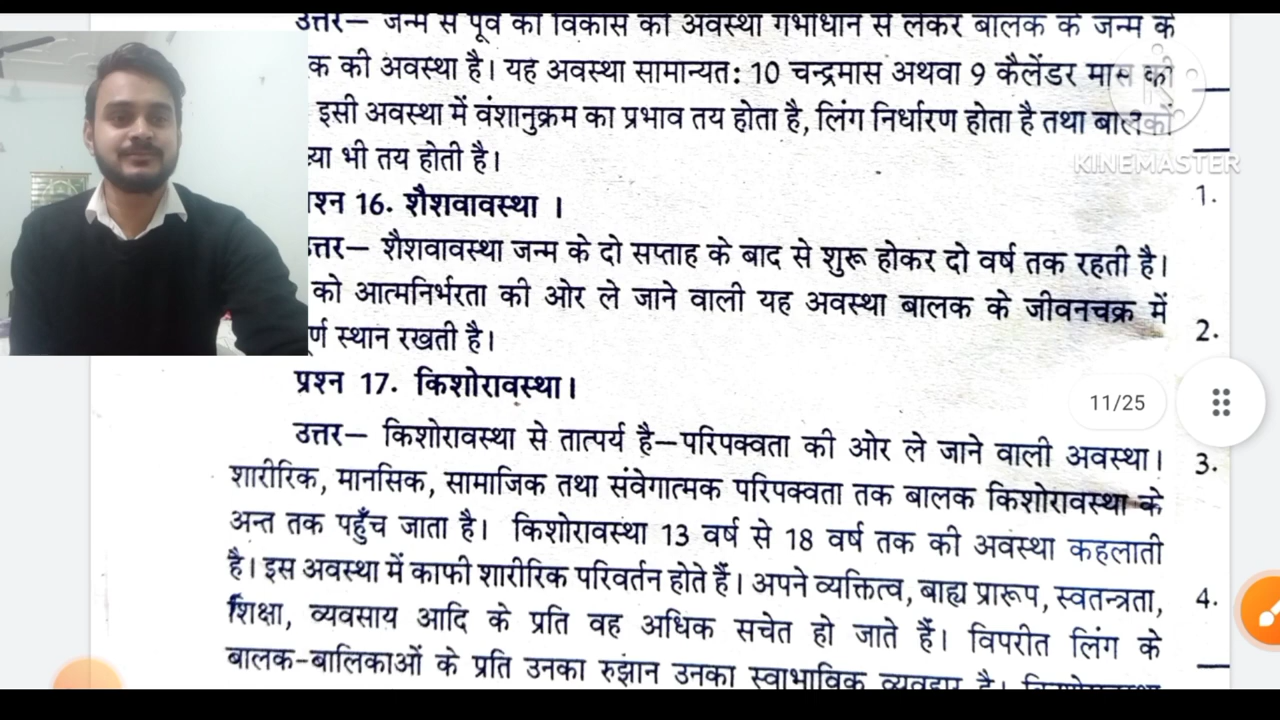 उत्तर– जन्म से पूर्व की विकास की अवस्था गर्भाधान से लेकर बालक के जन्म के
क की अवस्था है। यह अवस्था सामान्यत: 10 चन्द्रमास अथवा 9 कैलेंडर मास की
इसी अवस्था में वंशानुक्रम का प्रभाव तय होता है, लिंग निर्धारण होता है तथा बालकों
भी तय होती है।
KINEMASTER
1.
16. शैशवावस्था ।
त्तर– शैशवावस्था जन्म के दो सप्ताह के बाद से शुरू होकर दो वर्ष तक रहती है।
को आत्मनिर्भरता की ओर ले जाने वाली यह अवस्था बालक के जीवनचक्र में
र्ण स्थान रखती है।
2.
प्रश्न 17. किशोरावस्था।
11/25
उत्तर– किशोरावस्था से तात्पर्य है–परिपक्वता की ओर ले जाने वाली अवस्था।
3.
शारीरिक, मानसिक, सामाजिक तथा संवेगात्मक परिपक्वता तक बालक किशोरावस्था के
अन्त तक पहुँच जाता है। किशोरावस्था 13 वर्ष से 18 वर्ष तक की अवस्था कहलाती
है। इस अवस्था में काफी शारीरिक परिवर्तन होते हैं। अपने व्यक्तित्व, बाह्य प्रारूप, स्वतन्त्रता,
4.
शिक्षा, व्यवसाय आदि के प्रति वह अधिक सचेत हो जाते हैं। विपरीत लिंग के
बालक-बालिकाओं के प्रति उनका रुझान उनका स्वाभाविक व्यवहार है।